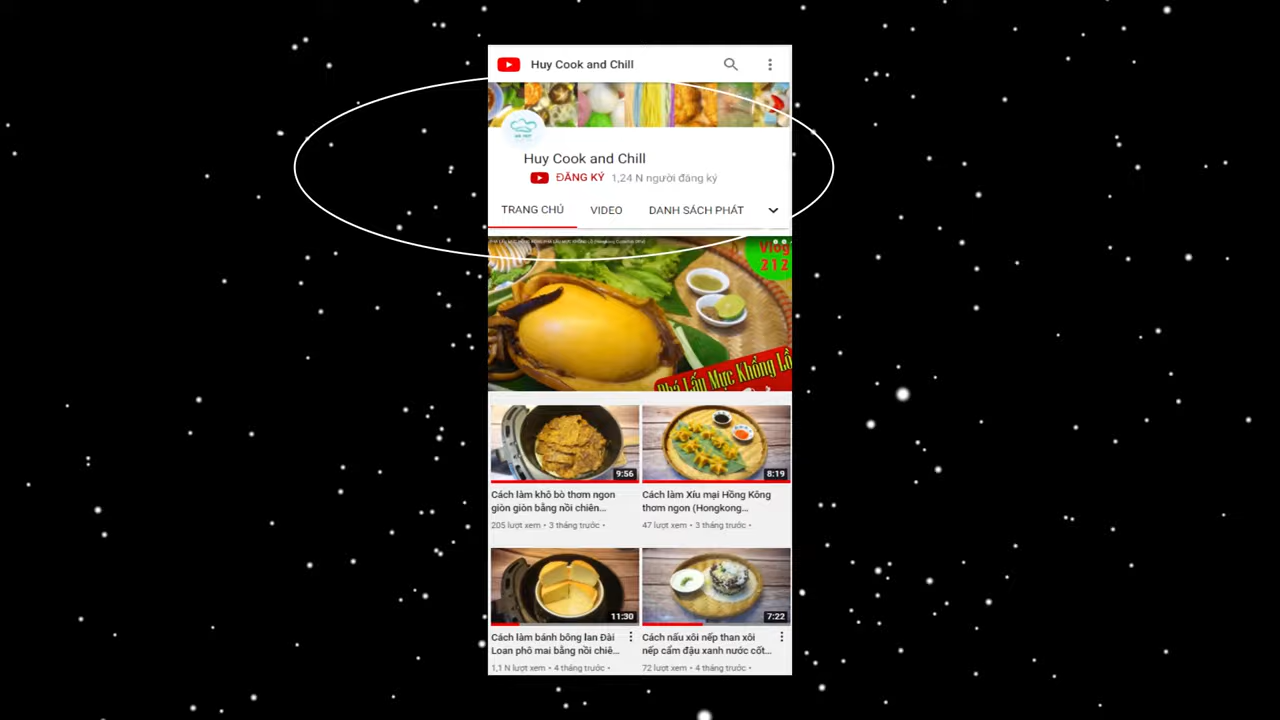 Huy Cook and Chill
Huy Cook and Chill
ĐĂNG KÝ 1,24 N người đăng ký
TRANG CHỦ VIDEO DANH SÁCH PHÁT
Vlog
212
Phá Lấu Mực Khổng Lồ
9:56
8:19
Cách làm khô bò thơm ngon
giòn giòn bằng nồi chiên...
205 lượt xem • 3 tháng trước •
Cách làm Xíu mại Hồng Kông
thơm ngon (Hongkong...
47 lượt xem • 3 tháng trước •
11:30
7:22
Cách làm bánh bông lan Đài
Loan phô mai bằng nồi chiê...
1,1 N lượt xem • 4 tháng trước •
Cách nấu xôi nếp than xôi
nếp cẩm đậu xanh nước cốt...
72 lượt xem • 4 tháng trước •